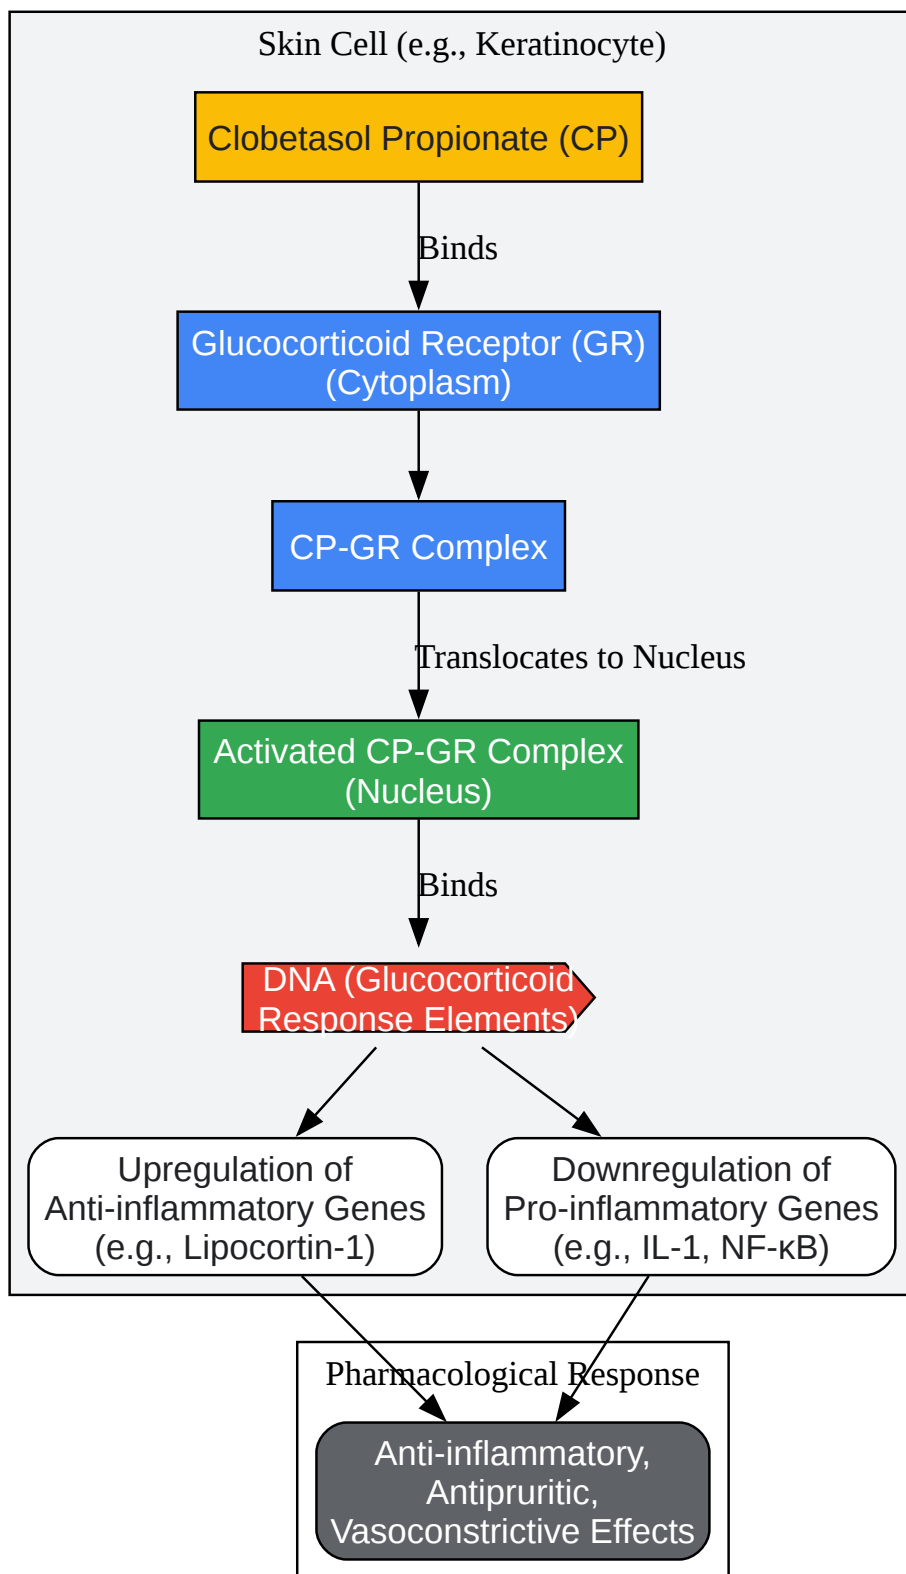 Skin Cell (e.g., Keratinocyte)
Clobetasol Propionate (CP)
Binds
Glucocorticoid Receptor (GR)
(Cytoplasm)
CP-GR Complex
Translocates to Nucleus
Activated CP-GR Complex
(Nucleus)
Binds
DNA (Glucocorticoid
Response Elements)
Upregulation of
Anti-inflammatory Genes
(e.g., Lipocortin-1)
Downregulation of
Pro-inflammatory Genes
(e.g., IL-1, NF-κB)
Pharmacological Response
Anti-inflammatory,
Antipruritic,
Vasoconstrictive Effects